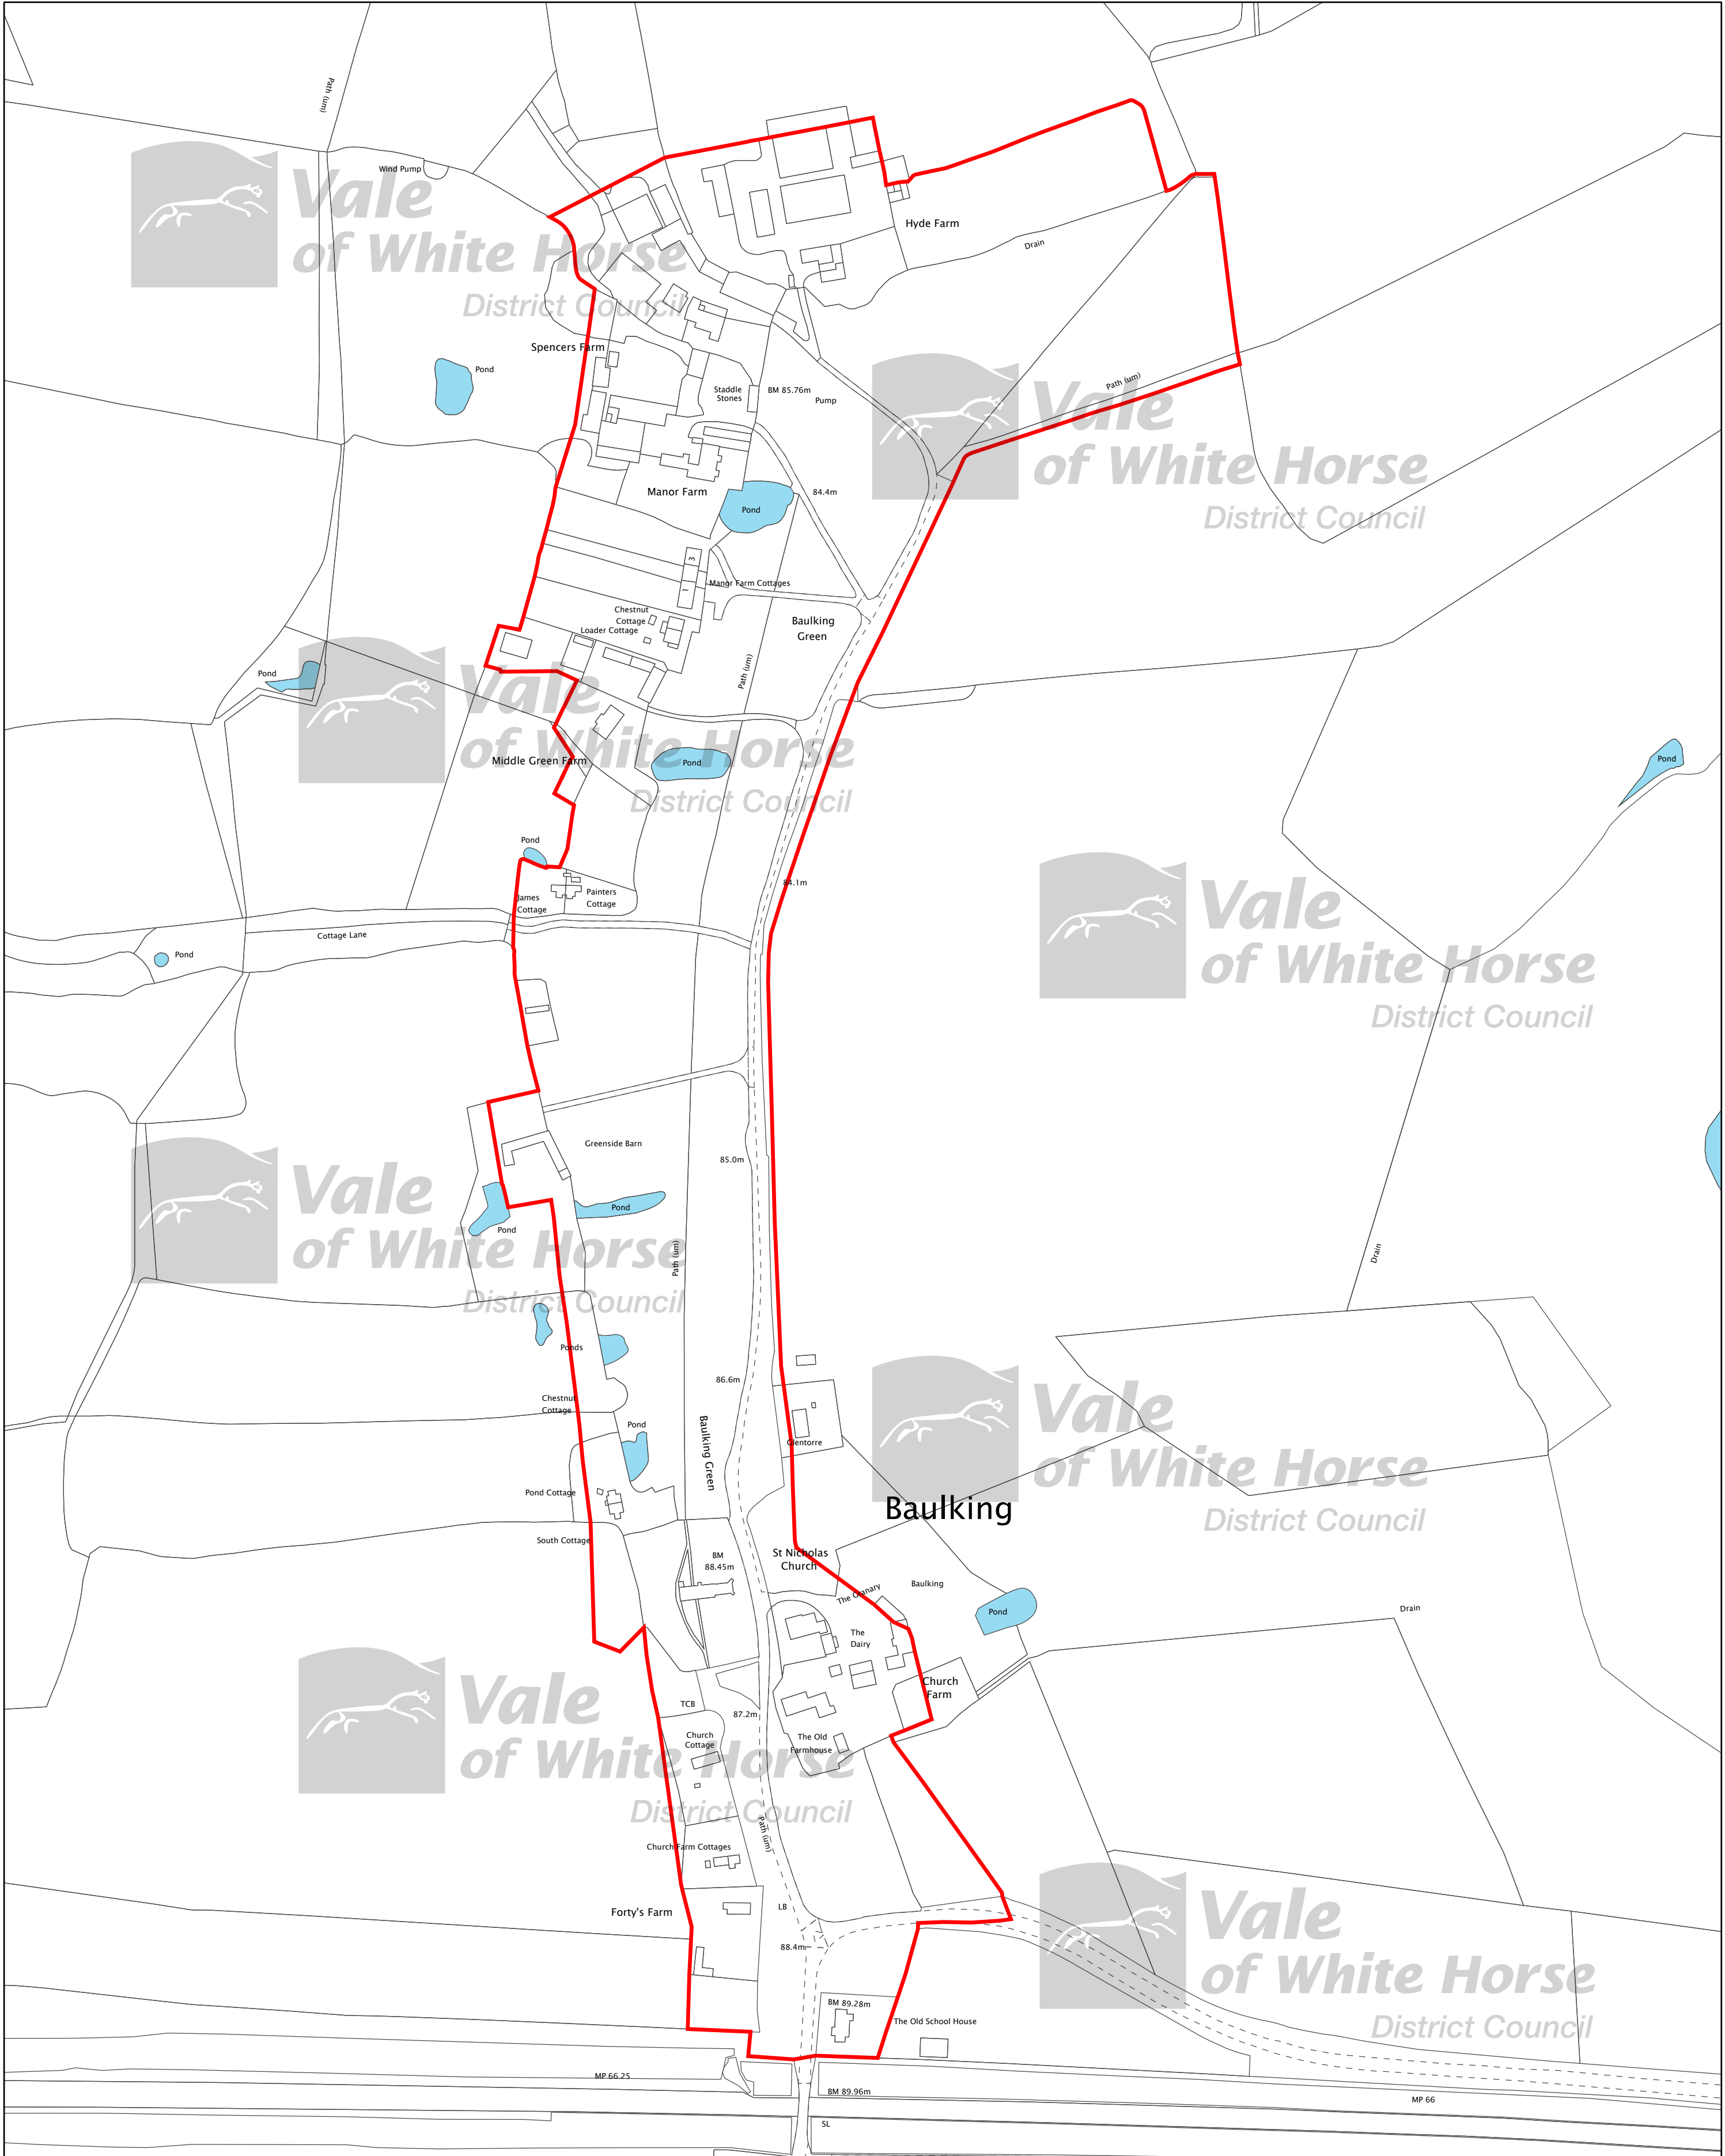 Path (um)
Wind Pump
Vale
of White Horse
District Council
Hyde Farm
Drain
Spencers Farm
Pond
Staddle
Stones
BM 85.76m
Pump
Path (um)
Vale
of White Horse
District Council
Manor Farm
Pond
84.4m
3
1
Manor Farm Cottages
Chestnut
Cottage
Loader Cottage
Baulking
Green
Path (um)
Pond
Vale
of White Horse
District Council
Middle Green Farm
Pond
Pond
Pond
84.1m
James
Cottage
Painters
Cottage
Cottage Lane
Pond
Vale
of White Horse
District Council
Greenside Barn
85.0m
Vale
of White Horse
District Council
Pond
Pond
Path (um)
Drain
Ponds
86.6m
Chestnut
Cottage
Pond
Baulking Green
Glentorre
Vale
of White Horse
District Council
Pond Cottage
Baulking
South Cottage
BM
88.45m
St Nicholas
Church
The Granary
Baulking
Pond
Drain
The
Dairy
Church
Farm
Vale
of White Horse
District Council
TCB
87.2m
Church
Cottage
The Old
Farmhouse
Path (um)
Church Farm Cottages
Forty's Farm
LB
88.4m
Vale
of White Horse
District Council
BM 89.28m
The Old School House
MP 66.25
BM 89.96m
MP 66
SL